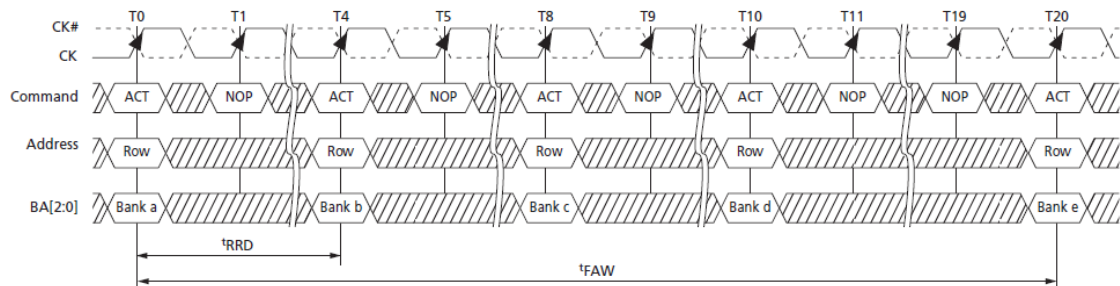 T0 T1 T4 T5 T8 T9 T10 T11 T19 T20
CK#
CK
Command ACT NOP ACT NOP ACT NOP ACT NOP NOP ACT
Address Row Row Row Row Row
BA[2:0] Bank a Bank b Bank c Bank d Bank e
tRRD
tFAW